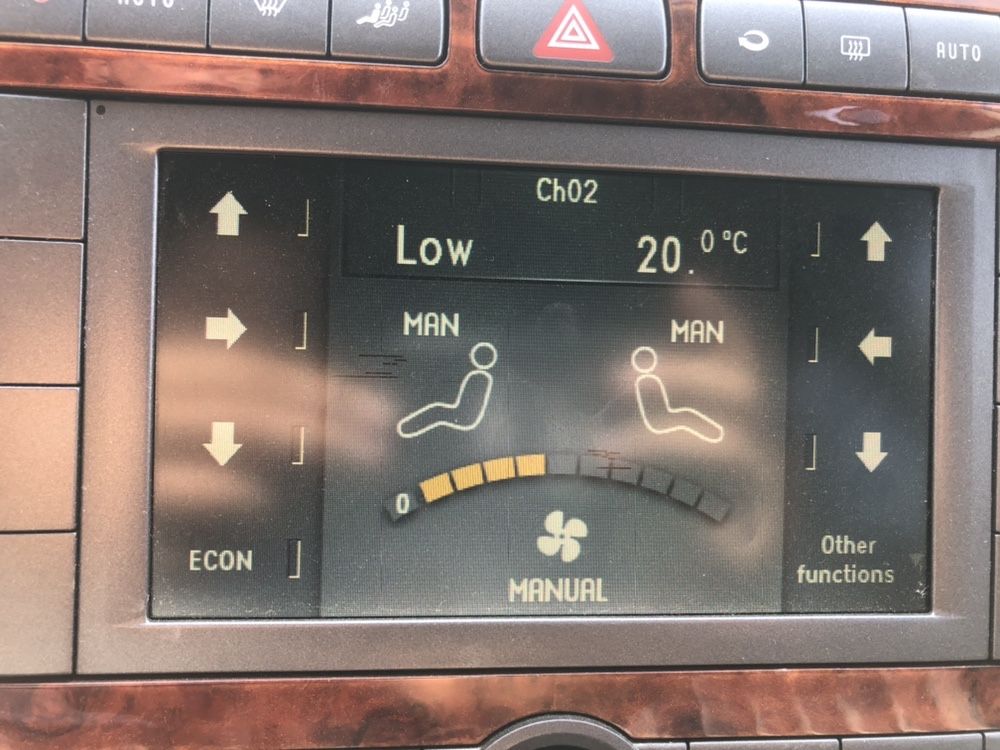 AUTO
AUTO
Ch02
Low
20.0 °C
MAN
MAN
0
ECON
Other
functions
MANUAL